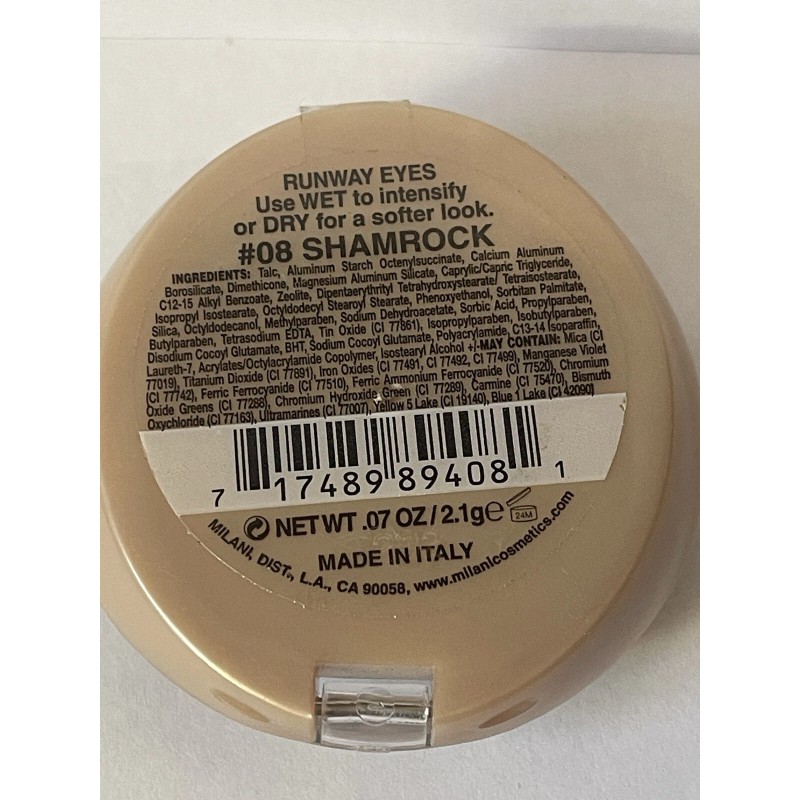 RUNWAY EYES
Use WET to intensify
or DRY for a softer look.
#08 SHAMROCK
INGREDIENTS: Talc, Aluminum Starch Octenylsuccinate, Calcium Aluminum
Borosilicate, Dimethicone, Magnesium Aluminum Silicate, Caprylic/Capric Triglyceride,
C12-15 Alkyl Benzoate, Zeolite, Dipentaerythrityl Tetrahydroxystearate/ Tetraisostearate,
Isopropyl Isostearate, Octyldodecyl Stearoyl Stearate, Phenoxyethanol, Sorbitan Palmitate,
Silica, Octyldodecanol, Methylparaben, Sodium Dehydroacetate, Sorbic Acid, Propylparaben,
Butylparaben, Tetrasodium EDTA, Tin Oxide (CI 77861), Isopropylparaben, Isobutylparaben,
Disodium Cocoyl Glutamate, BHT, Sodium Cocoyl Glutamate, Polyacrylamide, C13-14 Isoparaffin,
Laureth-7, Acrylates/Octylacrylamide Copolymer, Isostearyl Alcohol +/-MAY CONTAIN: Mica (CI
77019), Titanium Dioxide (CI 77891), Iron Oxides (CI 77491, CI 77492, CI 77499), Manganese Violet
(CI 77742), Ferric Ferrocyanide (CI 77510), Ferric Ammonium Ferrocyanide (CI 77520), Chromium
Oxide Greens (CI 77288), Chromium Hydroxide Green (CI 77289), Carmine (CI 75470), Bismuth
Oxychloride (CI 77163), Ultramarines (CI 77007), Yellow 5 Lake (CI 19140), Blue 1 Lake (CI 42090)
7 17489 89408 1
NET WT .07 OZ/2.1g e 24M
MADE IN ITALY
MILANI, DIST., L.A., CA 90058, www.milanicosmetics.com